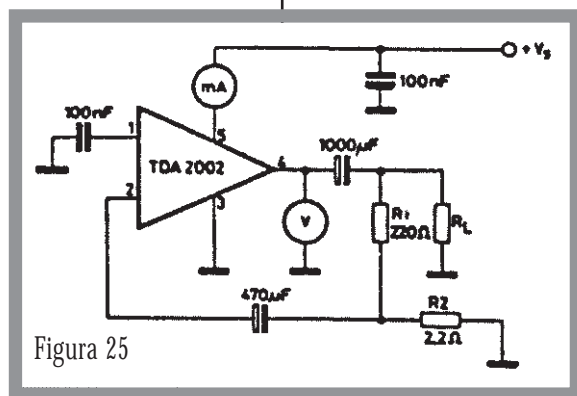 + Vs
mA
100nF
100nF
1
5
1000µF
TDA 2002
4
2
3
V
R1
220Ω
RL
470µF
R2
2.2Ω
Figura 25